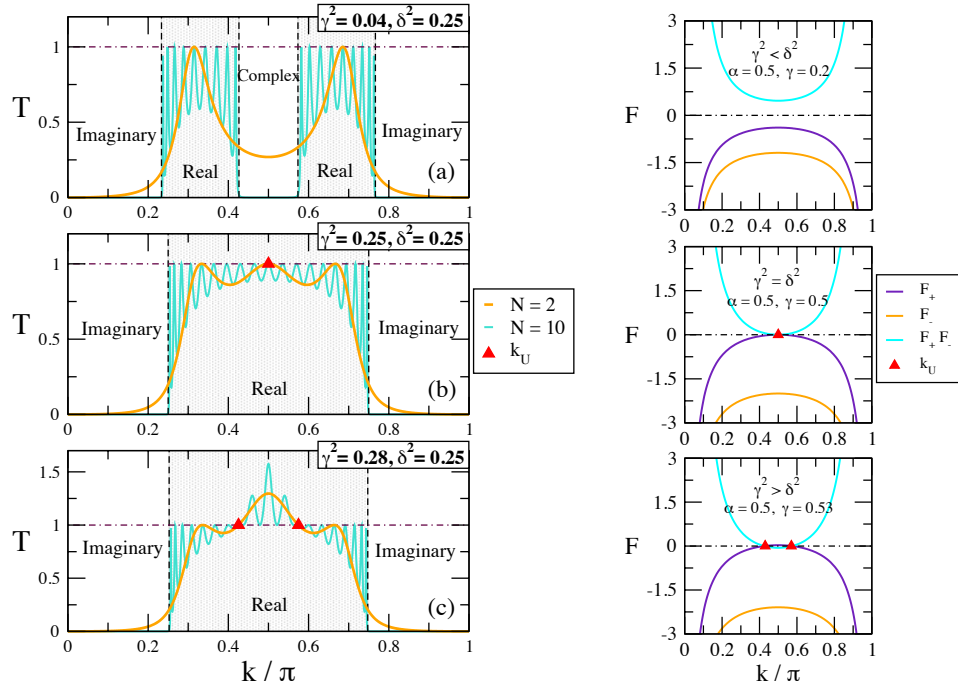 γ² = 0.04, δ² = 0.25
T
1
0.5
0
Imaginary
Real
Complex
Real
Imaginary
(a)
0 0.2 0.4 0.6 0.8 1
γ² = 0.25, δ² = 0.25
T
1
0.5
0
Imaginary
Real
Imaginary
(b)
0 0.2 0.4 0.6 0.8 1
γ² = 0.28, δ² = 0.25
T
1.5
1
0.5
0
Imaginary
Real
Imaginary
(c)
0 0.2 0.4 0.6 0.8 1
k / π
N = 2
N = 10
k_U
F
3
1.5
0
-1.5
-3
γ² < δ²
α = 0.5, γ = 0.2
0 0.2 0.4 0.6 0.8 1
F
3
1.5
0
-1.5
-3
γ² = δ²
α = 0.5, γ = 0.5
0 0.2 0.4 0.6 0.8 1
F
3
1.5
0
-1.5
-3
γ² > δ²
α = 0.5, γ = 0.53
0 0.2 0.4 0.6 0.8 1
k / π
F₊
F₋
F₊ F₋
k_U